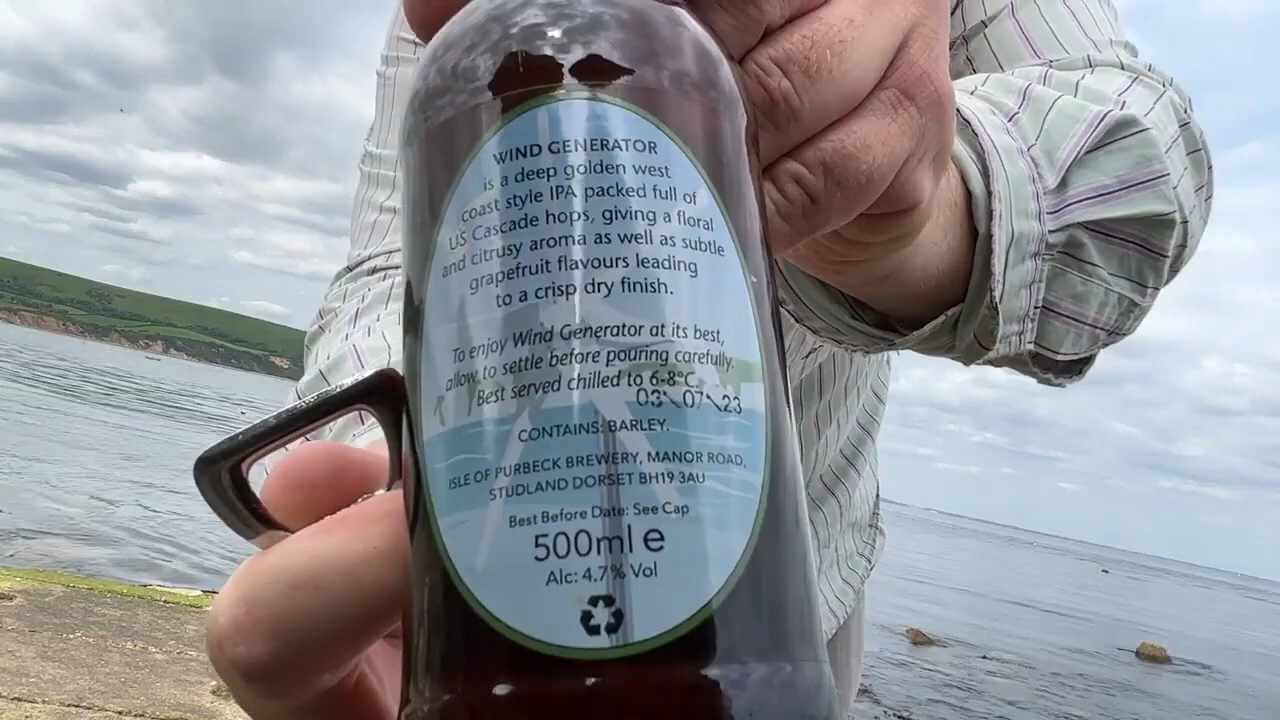 WIND GENERATOR
is a deep golden west
coast style IPA packed full of
US Cascade hops, giving a floral
and citrusy aroma as well as subtle
grapefruit flavours leading
to a crisp dry finish.
To enjoy Wind Generator at its best,
allow to settle before pouring carefully.
Best served chilled to 6-8°C.
03\07\23
CONTAINS: BARLEY.
ISLE OF PURBECK BREWERY, MANOR ROAD,
STUDLAND DORSET BH19 3AU
Best Before Date: See Cap
500ml e
Alc: 4.7% Vol